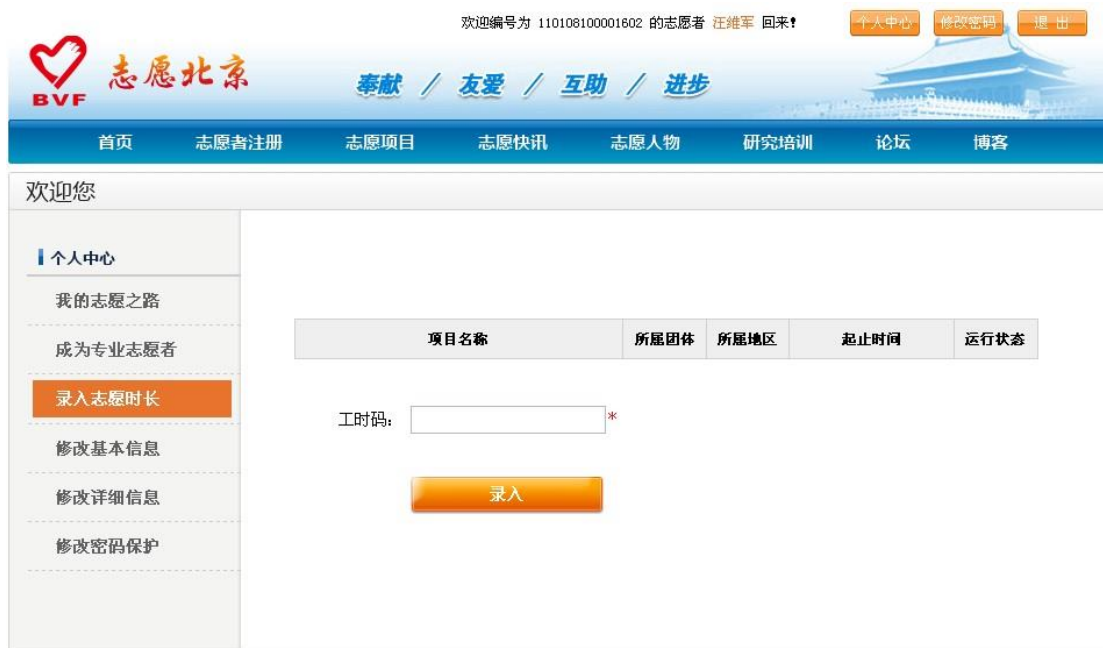 欢迎编号为 110108100001602 的志愿者 汪维军 回来!
个人中心 修改密码 退 出
BVF 志愿北京
奉献 / 友爱 / 互助 / 进步
首页 志愿者注册 志愿项目 志愿快讯 志愿人物 研究培训 论坛 博客
欢迎您
个人中心
我的志愿之路
成为专业志愿者
录入志愿时长
修改基本信息
修改详细信息
修改密码保护
项目名称 所属团体 所属地区 起止时间 运行状态
工时码: *
录入